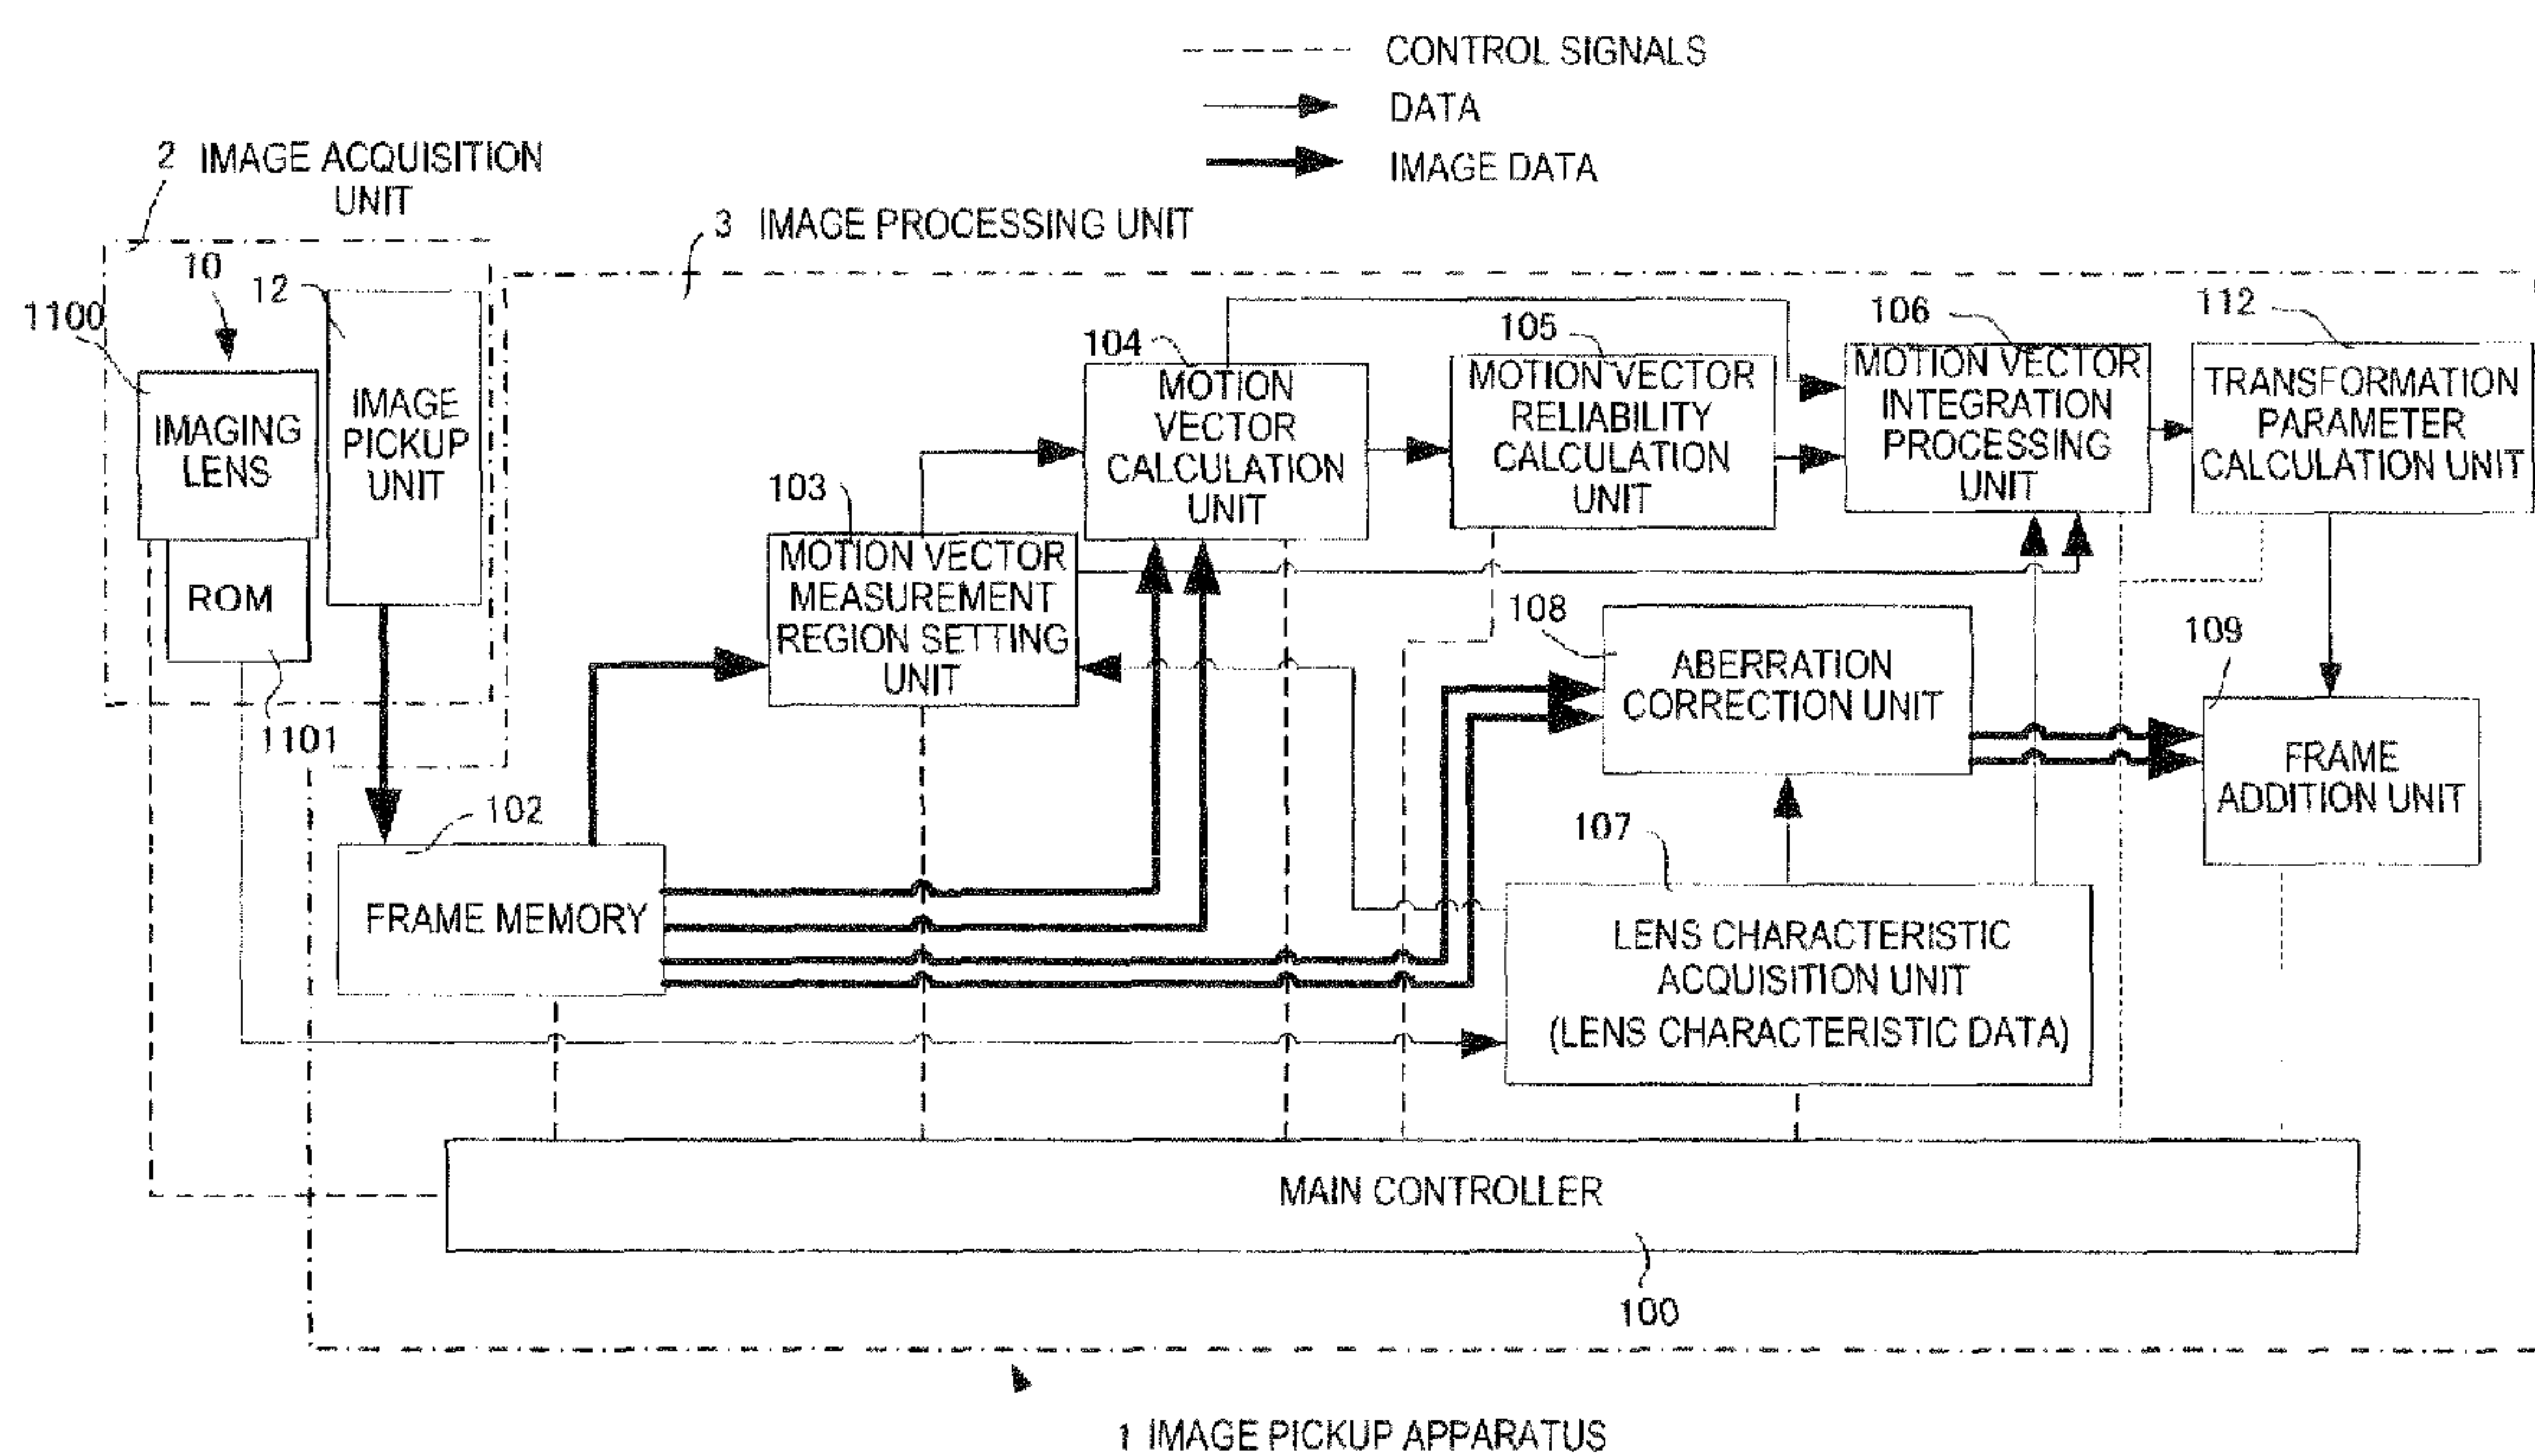 CONTROL SIGNALS
DATA
IMAGE DATA
2 IMAGE ACQUISITION
UNIT
3 IMAGE PROCESSING UNIT
10
12
1100
IMAGING
LENS
IMAGE
PICKUP
UNIT
ROM
1101
102
FRAME MEMORY
103
MOTION VECTOR
MEASUREMENT
REGION SETTING
UNIT
104
MOTION
VECTOR
CALCULATION
UNIT
105
MOTION VECTOR
RELIABILITY
CALCULATION
UNIT
106
MOTION VECTOR
INTEGRATION
PROCESSING
UNIT
112
TRANSFORMATION
PARAMETER
CALCULATION UNIT
108
ABERRATION
CORRECTION UNIT
109
FRAME
ADDITION UNIT
107
LENS CHARACTERISTIC
ACQUISITION UNIT
(LENS CHARACTERISTIC DATA)
MAIN CONTROLLER
100
1 IMAGE PICKUP APPARATUS